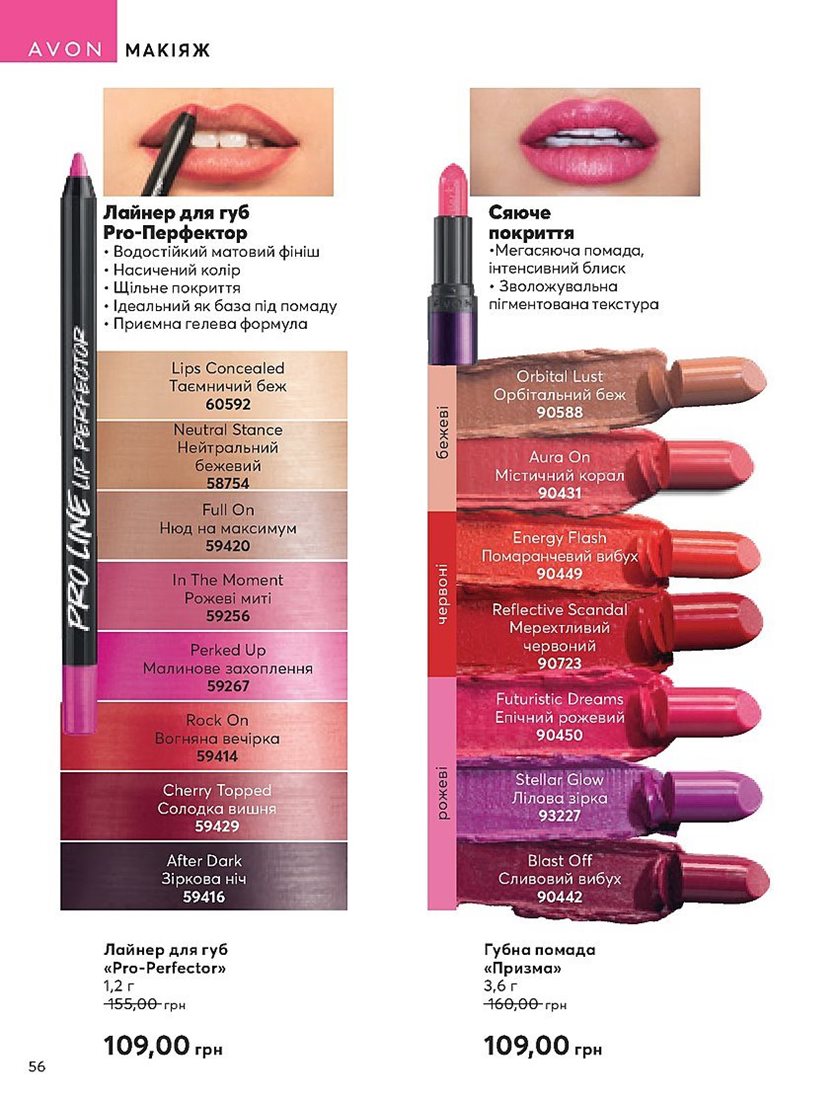 AVON МАКІЯЖ
Лайнер для губ
Pro-Перфектор
• Водостійкий матовий фініш
• Насичений колір
• Щільне покриття
• Ідеальний як база під помаду
• Приємна гелева формула
PRO LINE LIP PERFECTOR
Lips Concealed
Таємничий беж
60592
Neutral Stance
Нейтральний
бежевий
58754
Full On
Нюд на максимум
59420
In The Moment
Рожеві миті
59256
Perked Up
Малинове захоплення
59267
Rock On
Вогняна вечірка
59414
Cherry Topped
Солодка вишня
59429
After Dark
Зіркова ніч
59416
Лайнер для губ
«Pro-Perfector»
1,2 г
155,00 грн
109,00 грн
Сяюче
покриття
•Мегасяюча помада,
інтенсивний блиск
• Зволожувальна
пігментована текстура
AVON
бежеві
Orbital Lust
Орбітальний беж
90588
Aura On
Містичний корал
90431
червоні
Energy Flash
Помаранчевий вибух
90449
Reflective Scandal
Мерехтливий
червоний
90723
рожеві
Futuristic Dreams
Епічний рожевий
90450
Stellar Glow
Лілова зірка
93227
Blast Off
Сливовий вибух
90442
Губна помада
«Призма»
3,6 г
160,00 грн
109,00 грн
56